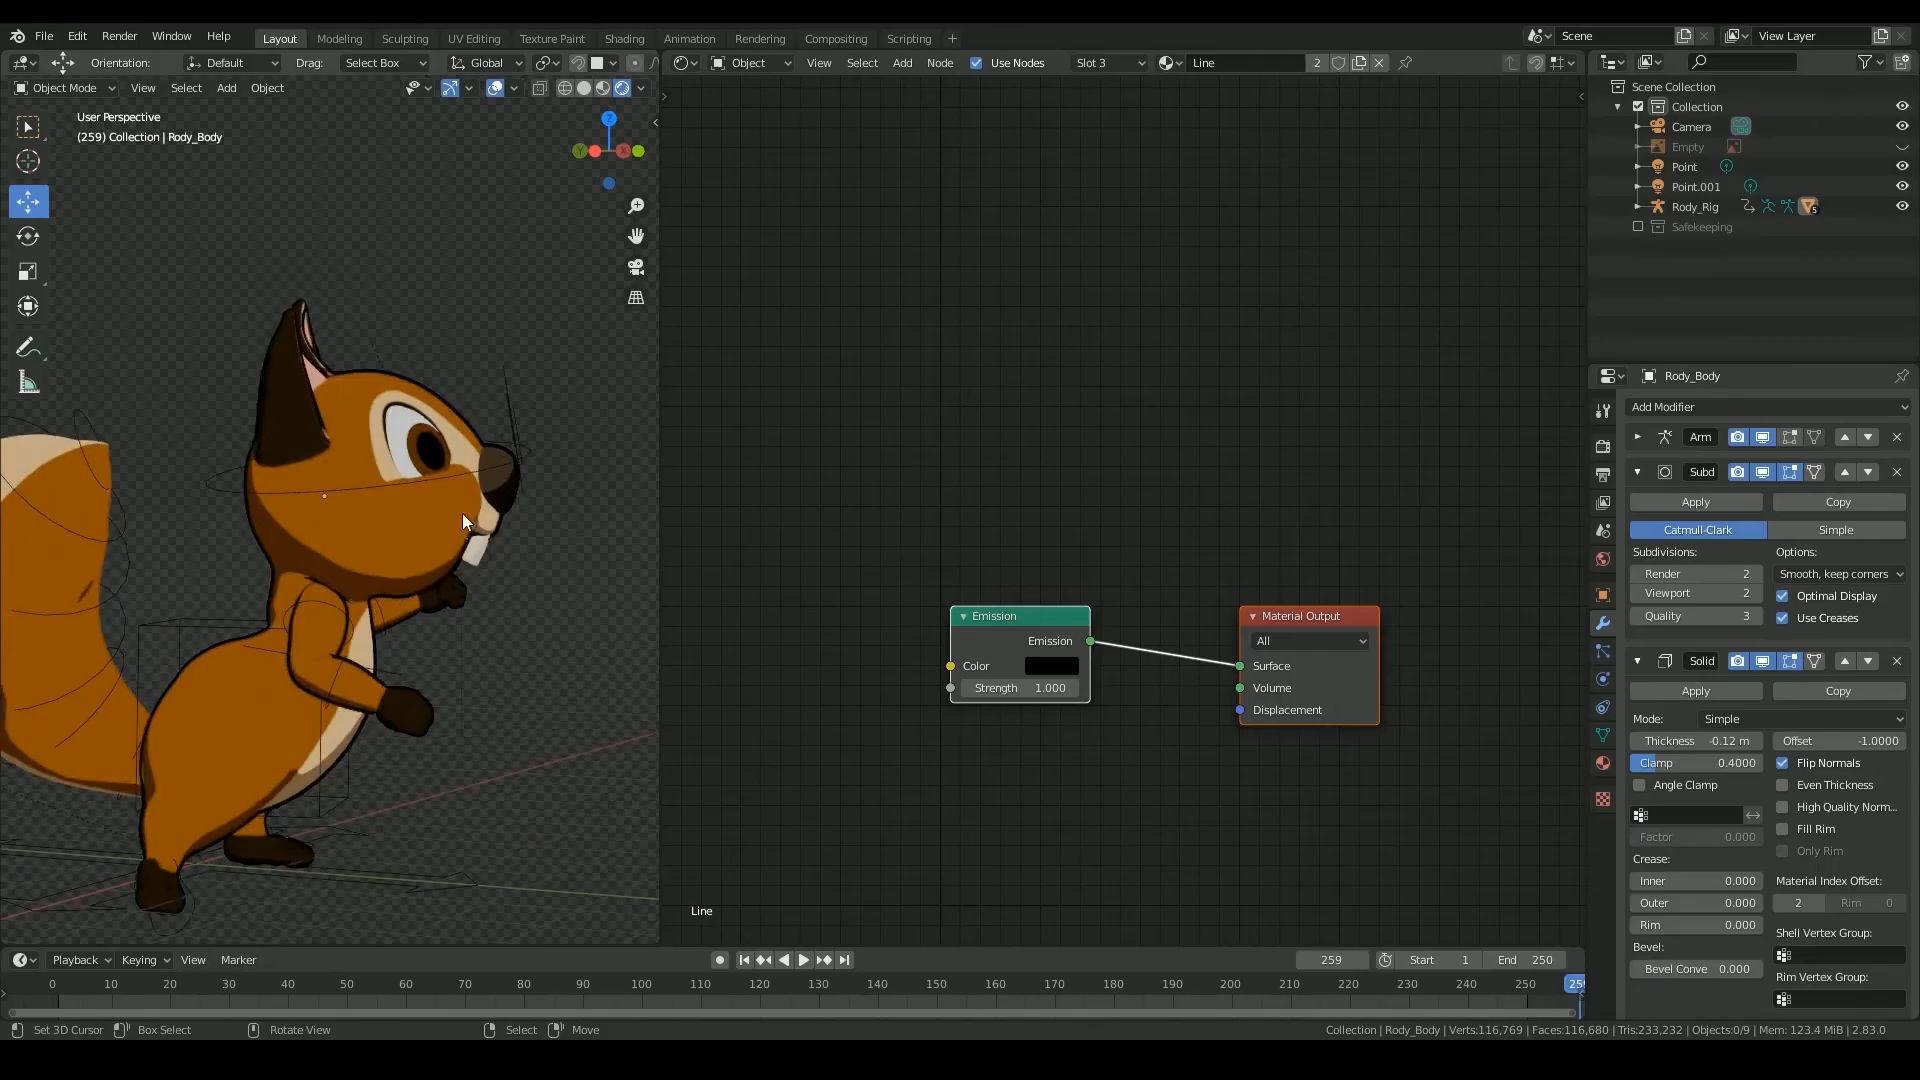 File Edit Render Window Help Layout Modeling Sculpting UV Editing Texture Paint Shading Animation Rendering Compositing Scripting + Scene View Layer
Orientation: Default Drag: Select Box Global Object View Select Add Node Use Nodes Slot 3 Line 2
Object Mode View Select Add Object
User Perspective
(259) Collection | Rody_Body
Z
Y
X
Scene Collection
Collection
Camera
Empty
Point
Point.001
Rody_Rig 5
Safekeeping
Emission
Emission
Color
Strength 1.000
Material Output
All
Surface
Volume
Displacement
Line
Rody_Body
Add Modifier
Arm
Subd
Apply Copy
Catmull-Clark Simple
Subdivisions: Options:
Render 2 Smooth, keep corners
Viewport 2 Optimal Display
Quality 3 Use Creases
Solid
Apply Copy
Mode: Simple
Thickness -0.12 m Offset -1.0000
Clamp 0.4000 Flip Normals
Angle Clamp Even Thickness
High Quality Norm...
Factor 0.000 Fill Rim
Only Rim
Crease:
Inner 0.000 Material Index Offset:
Outer 0.000 2 Rim 0
Rim 0.000 Shell Vertex Group:
Bevel:
Bevel Conve 0.000 Rim Vertex Group:
Playback Keying View Marker 259 Start 1 End 250
0 10 20 30 40 50 60 70 80 90 100 110 120 130 140 150 160 170 180 190 200 210 220 230 240 250 259
Set 3D Cursor Box Select Rotate View Select Move Collection | Rody_Body | Verts:116,769 | Faces:116,680 | Tris:233,232 | Objects:0/9 | Mem: 123.4 MiB | 2.83.0